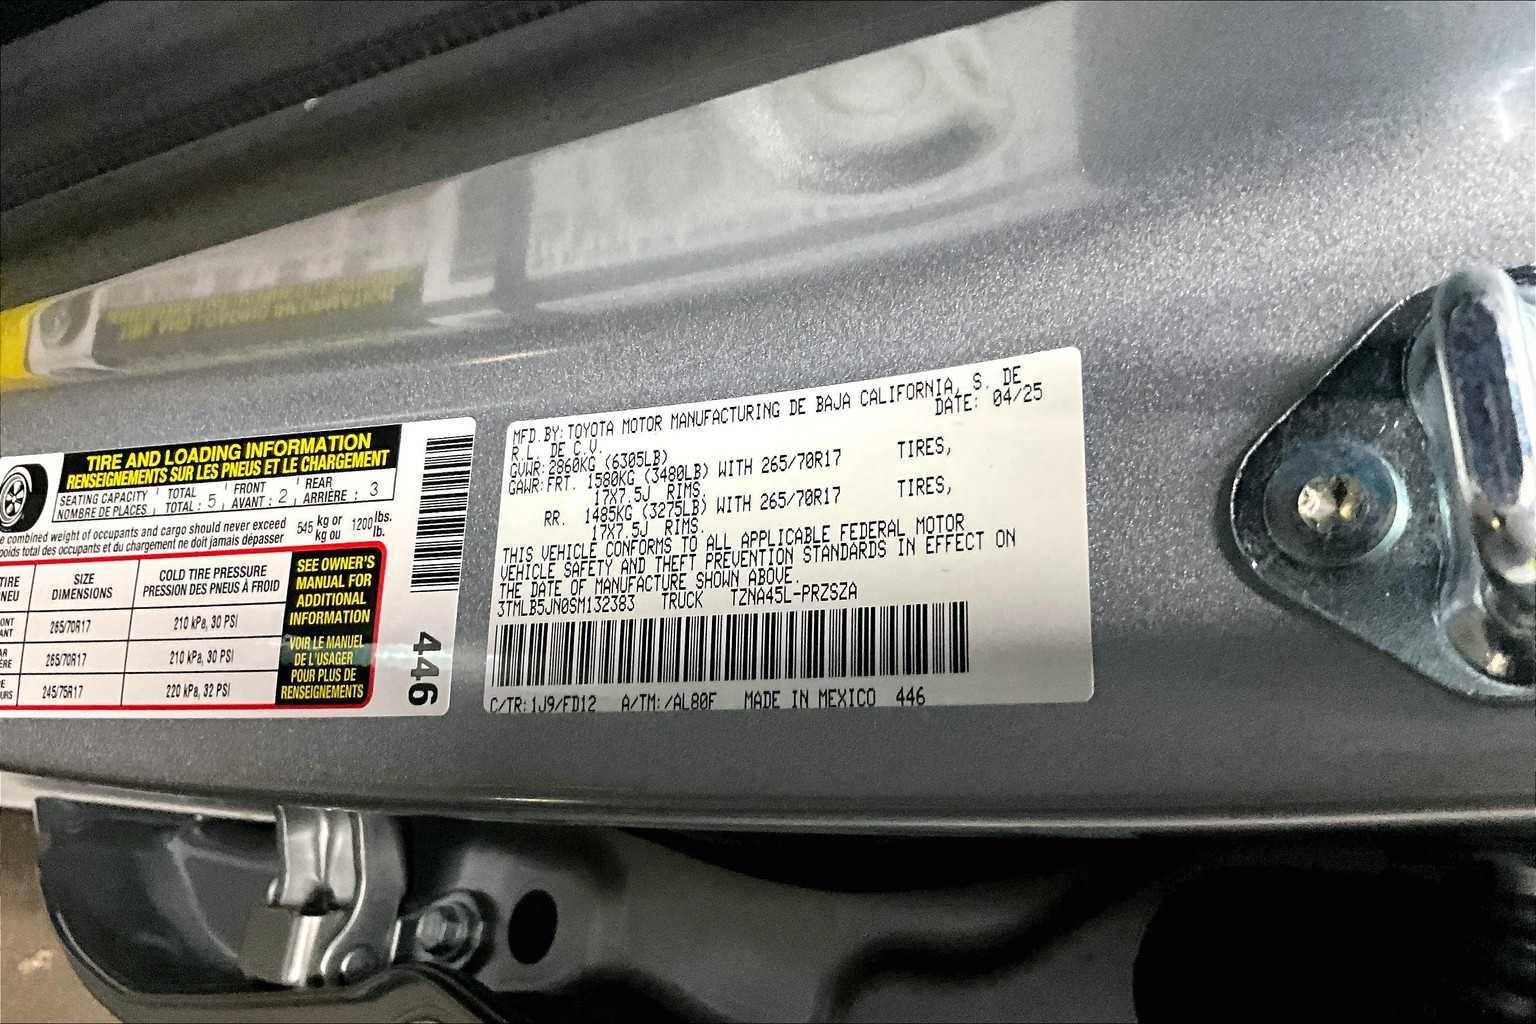 TIRE AND LOADING INFORMATION
RENSEIGNEMENTS SUR LES PNEUS ET LE CHARGEMENT
SEATING CAPACITY TOTAL FRONT REAR
NOMBRE DE PLACES TOTAL : 5 AVANT : 2 ARRIÈRE : 3
combined weight of occupants and cargo should never exceed 545 kg or 1200 lbs.
poids total des occupants et du chargement ne doit jamais dépasser kg ou lb.
TIRE SIZE COLD TIRE PRESSURE
DIMENSIONS PRESSION DES PNEUS À FROID
265/70R17 210 kPa, 30 PSI
265/70R17 210 kPa, 30 PSI
245/75R17 220 kPa, 32 PSI
SEE OWNER'S
MANUAL FOR
ADDITIONAL
INFORMATION
VOIR LE MANUEL
DE L'USAGER
POUR PLUS DE
RENSEIGNEMENTS
446
MFD. BY: TOYOTA MOTOR MANUFACTURING DE BAJA CALIFORNIA, S. DE
R.L. DE C.V. DATE: 04/25
GVWR: 2860KG (6305LB)
GAWR: FRT. 1580KG (3480LB) WITH 265/70R17 TIRES,
17X7.5J RIMS,
RR. 1485KG (3275LB) WITH 265/70R17 TIRES,
17X7.5J RIMS.
THIS VEHICLE CONFORMS TO ALL APPLICABLE FEDERAL MOTOR
VEHICLE SAFETY AND THEFT PREVENTION STANDARDS IN EFFECT ON
THE DATE OF MANUFACTURE SHOWN ABOVE.
3TMLB5JN0SM132383 TRUCK TZNA45L-PRZSZA
C/TR: 1J9/FD12 A/TM: /AL80F MADE IN MEXICO 446